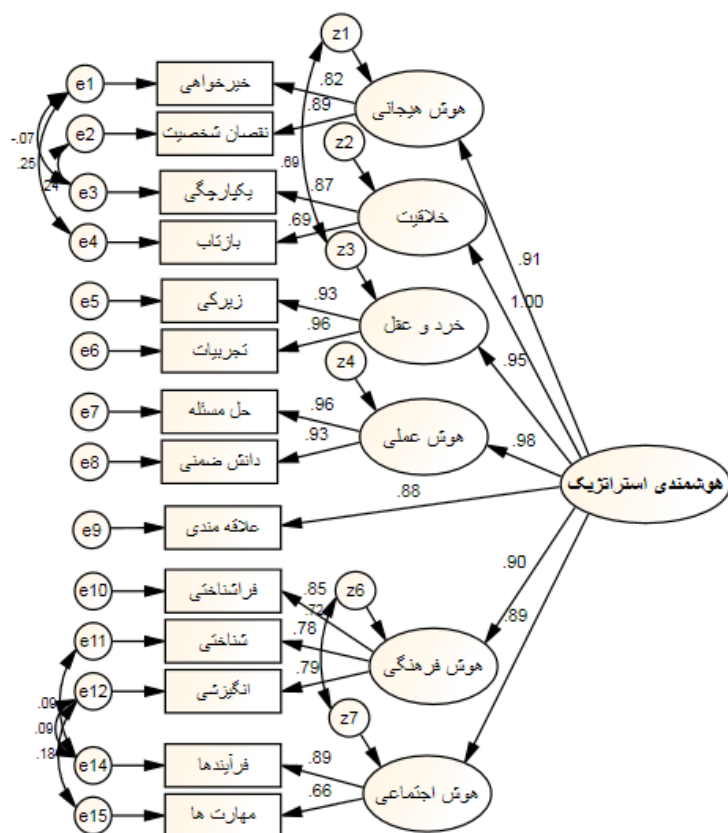 z1
e1
خیرخواهی
.82
هوش هیجانی
.89
e2
نقصان شخصیت
z2
-.07
.25
.24
.69
e3
یکپارچگی
.87
خلاقیت
e4
بازتاب
.69
z3
.91
1.00
e5
زیرکی
.93
خرد و عقل
.95
e6
تجربیات
.96
z4
e7
حل مسئله
.96
هوش عملی
.98
e8
دانش ضمنی
.93
هوشمندی استراتژیک
.88
e9
علاقه مندی
.90
.89
e10
فراشناختی
.85
z6
.72
e11
شناختی
.78
هوش فرهنگی
e12
انگیزشی
.79
.09
.09
.18
z7
e14
فرآیندها
.89
هوش اجتماعی
e15
مهارت ها
.66